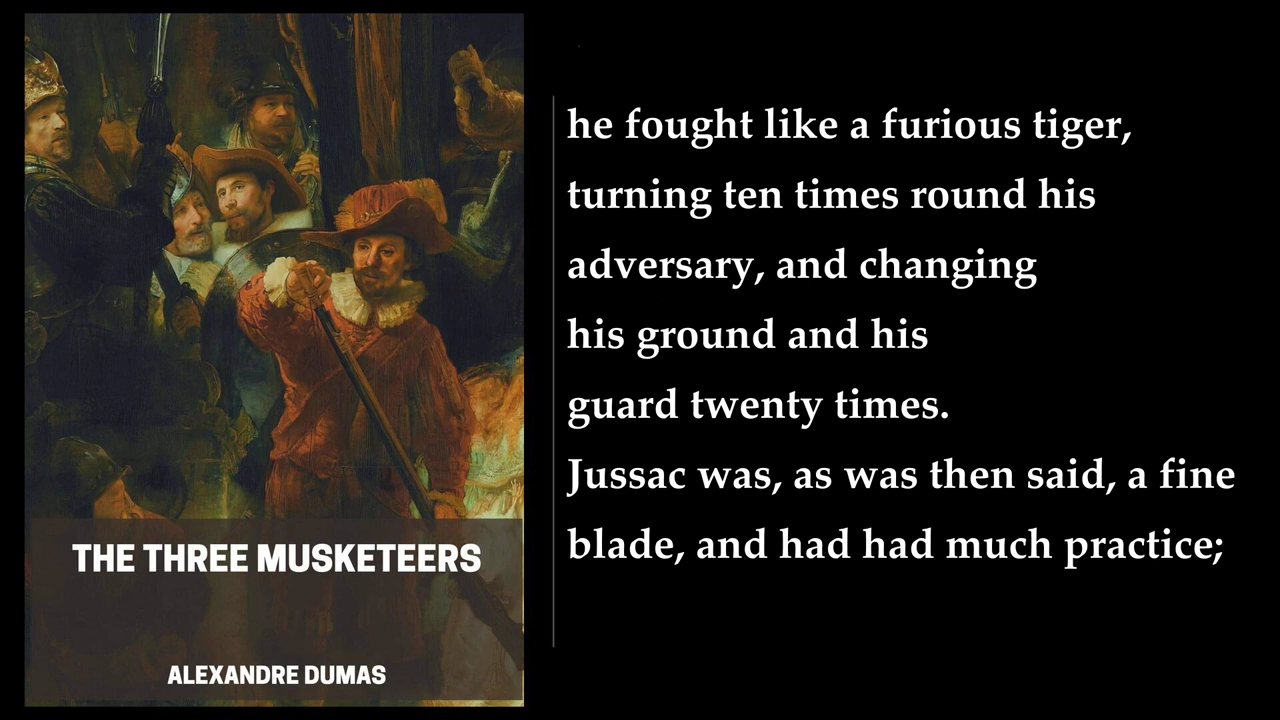 THE THREE MUSKETEERS
ALEXANDRE DUMAS
he fought like a furious tiger,
turning ten times round his
adversary, and changing
his ground and his
guard twenty times.
Jussac was, as was then said, a fine
blade, and had had much practice;